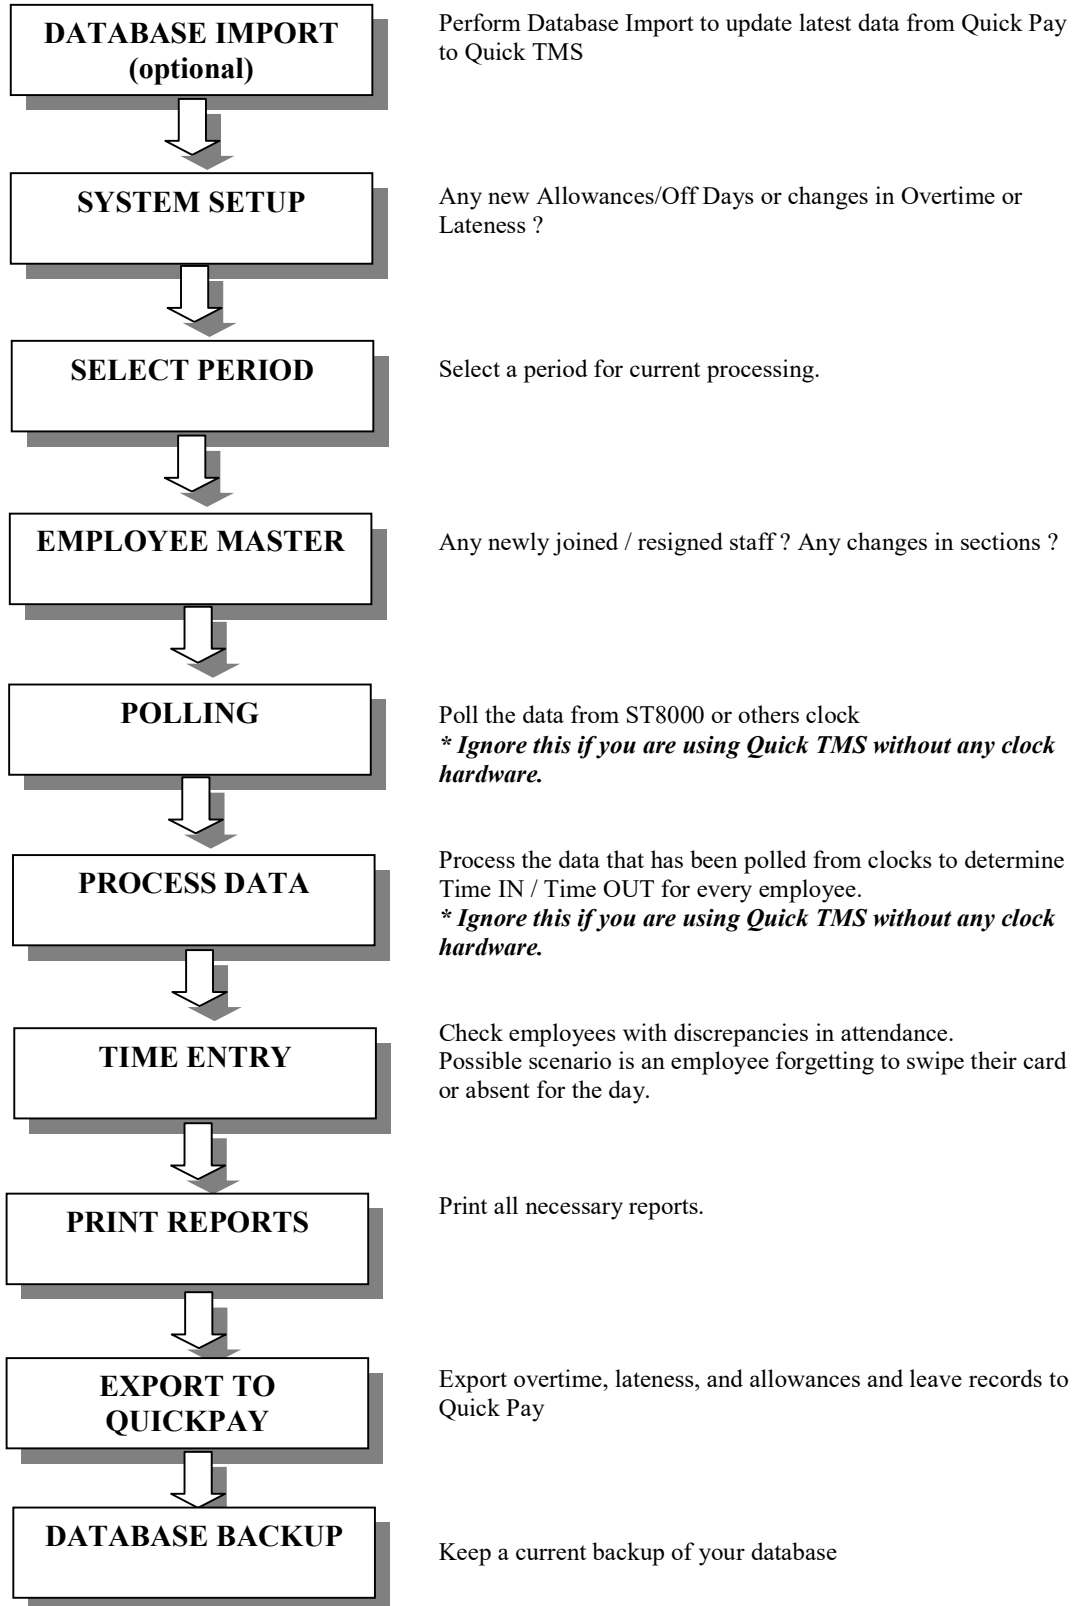 DATABASE IMPORT
(optional)
Perform Database Import to update latest data from Quick Pay
to Quick TMS
SYSTEM SETUP
Any new Allowances/Off Days or changes in Overtime or
Lateness ?
SELECT PERIOD
Select a period for current processing.
EMPLOYEE MASTER
Any newly joined / resigned staff ? Any changes in sections ?
POLLING
Poll the data from ST8000 or others clock
* Ignore this if you are using Quick TMS without any clock
hardware.
PROCESS DATA
Process the data that has been polled from clocks to determine
Time IN / Time OUT for every employee.
* Ignore this if you are using Quick TMS without any clock
hardware.
TIME ENTRY
Check employees with discrepancies in attendance.
Possible scenario is an employee forgetting to swipe their card
or absent for the day.
PRINT REPORTS
Print all necessary reports.
EXPORT TO
QUICKPAY
Export overtime, lateness, and allowances and leave records to
Quick Pay
DATABASE BACKUP
Keep a current backup of your database